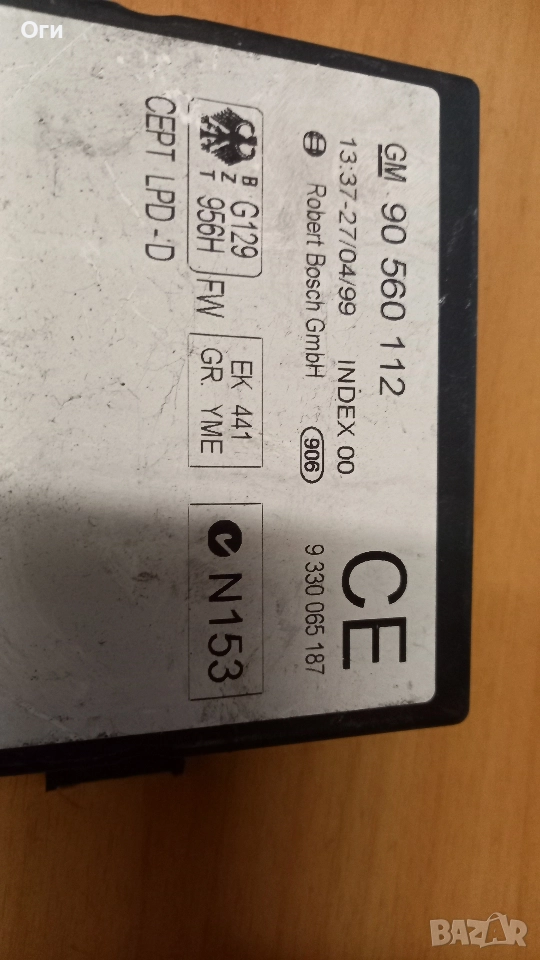 Оги
GM 90 560 112
13:37-27/04/99 INDEX 00
Robert Bosch GmbH 906 9 330 065 187
CE
B Z T G129 956H FW
EK 441
GR. YME
N153
CEPT LPD - D
BAZAR